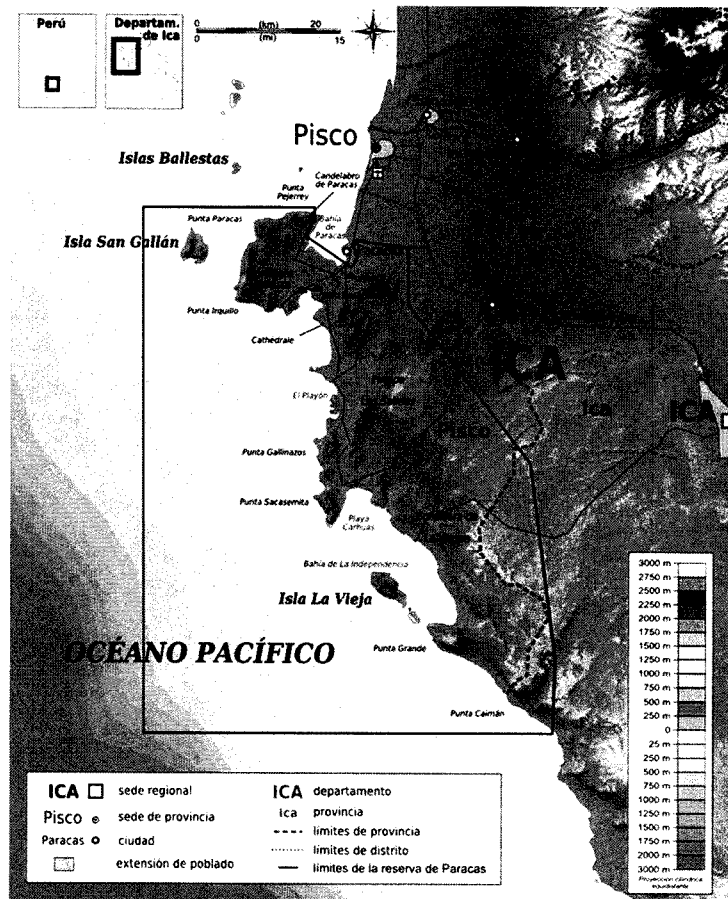 Perú
Departam.
de Ica
0 (km) 20
0 (mi) 15
Pisco
Islas Ballestas
Candelabro
de Paracas
Punta
Pejerrey
Punta Paracas
Bahía
de
Paracas
Isla San Gallán
Punta Irquillo
Cathedrale
ICA
El Playón
Ica
ICA
Pisco
Punta Gallinazos
Punta Sacasemita
Playa
Carhuas
Bahía de La Independencia
Isla La Vieja
OCÉANO PACÍFICO
Punta Grande
Punta Caimán
3000 m
2750 m
2500 m
2250 m
2000 m
1750 m
1500 m
1250 m
1000 m
750 m
500 m
250 m
0
25 m
250 m
500 m
750 m
1000 m
1250 m
1500 m
1750 m
2000 m
3000 m
Proyección cilíndrica
equidistante
ICA sede regional
Pisco sede de provincia
Paracas ciudad
extensión de poblado
ICA departamento
Ica provincia
límites de provincia
límites de distrito
límites de la reserva de Paracas